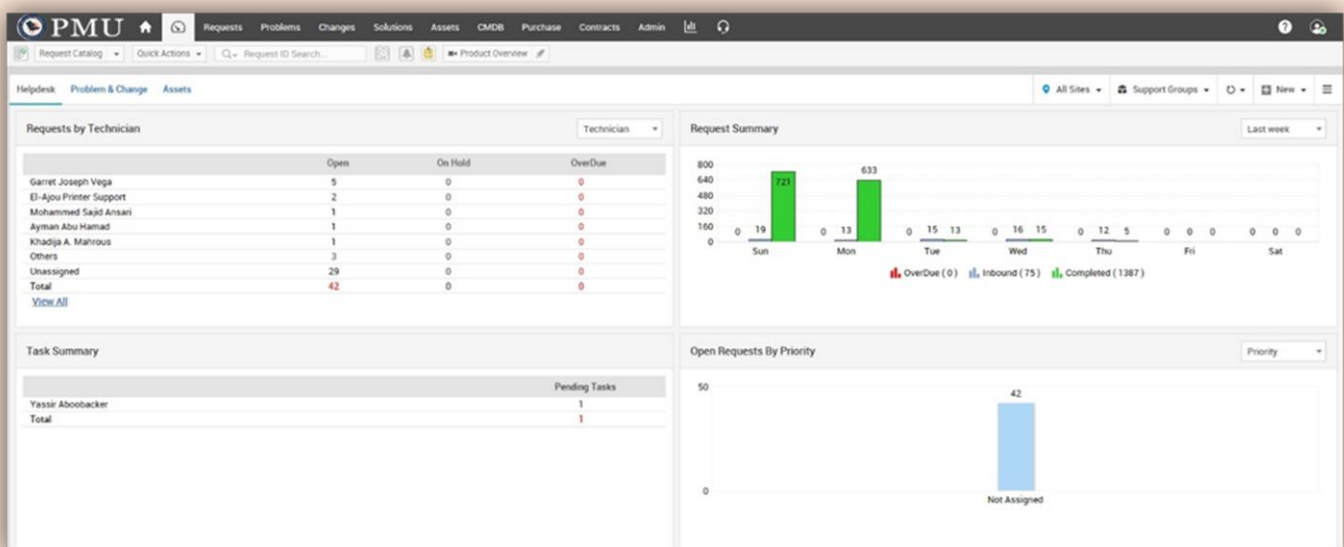 PMU Requests Problems Changes Solutions Assets CMDB Purchase Contracts Admin
Request Catalog Quick Actions Request ID Search... Product Overview
Helpdesk Problem & Change Assets All Sites Support Groups New
Requests by Technician Technician
Open On Hold OverDue
Garret Joseph Vega 5 0 0
El-Ajou Printer Support 2 0 0
Mohammed Sajid Ansari 1 0 0
Ayman Abu Hamad 1 0 0
Khadija A. Mahrous 1 0 0
Others 3 0 0
Unassigned 29 0 0
Total 42 0 0
View All
Request Summary Last week
800
640
480
320
160
0
0 19 721
0 13 633
0 15 13
0 16 15
0 12 5
0 0 0
0 0 0
Sun Mon Tue Wed Thu Fri Sat
OverDue ( 0 ) Inbound ( 75 ) Completed ( 1387 )
Task Summary
Pending Tasks
Yassir Aboobacker 1
Total 1
Open Requests By Priority Priority
50
42
0
Not Assigned